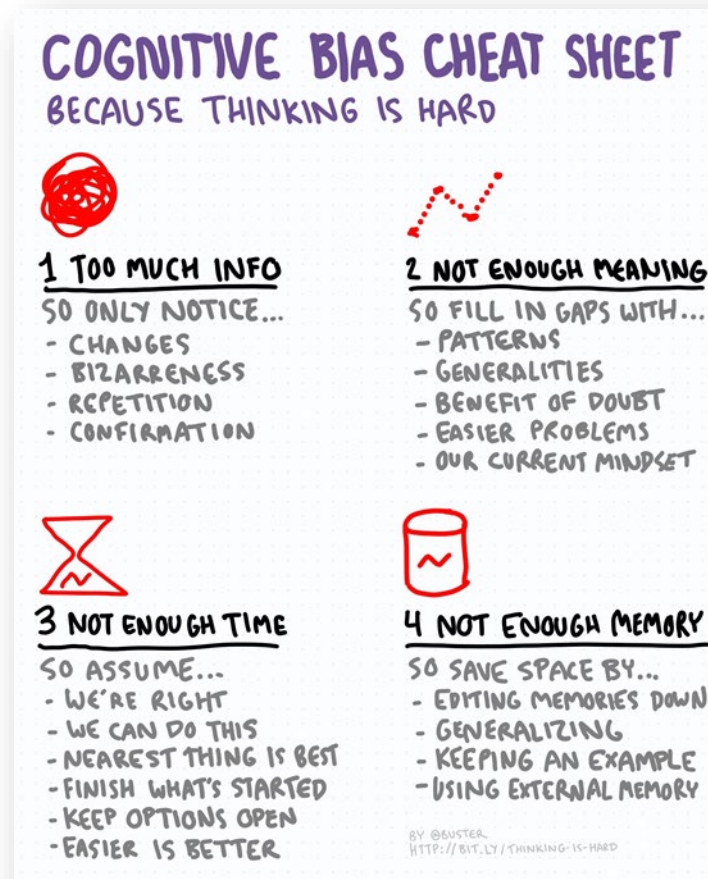 COGNITIVE BIAS CHEAT SHEET
BECAUSE THINKING IS HARD
1 TOO MUCH INFO
SO ONLY NOTICE...
- CHANGES
- BIZARRENESS
- REPETITION
- CONFIRMATION
2 NOT ENOUGH MEANING
SO FILL IN GAPS WITH...
- PATTERNS
- GENERALITIES
- BENEFIT OF DOUBT
- EASIER PROBLEMS
- OUR CURRENT MINDSET
3 NOT ENOUGH TIME
SO ASSUME...
- WE'RE RIGHT
- WE CAN DO THIS
- NEAREST THING IS BEST
- FINISH WHAT'S STARTED
- KEEP OPTIONS OPEN
- EASIER IS BETTER
4 NOT ENOUGH MEMORY
SO SAVE SPACE BY...
- EDITING MEMORIES DOWN
- GENERALIZING
- KEEPING AN EXAMPLE
- USING EXTERNAL MEMORY
BY @BUSTER
HTTP://BIT.LY/THINKING-IS-HARD